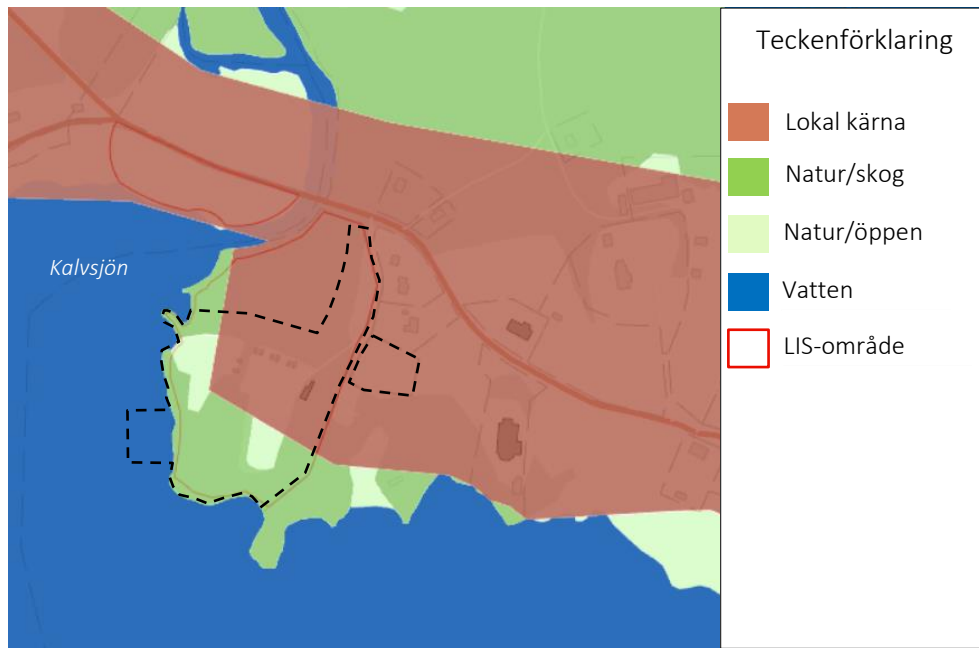 Teckenförklaring
Lokal kärna
Natur/skog
Natur/öppen
Vatten
LIS-område
Kalvsjön